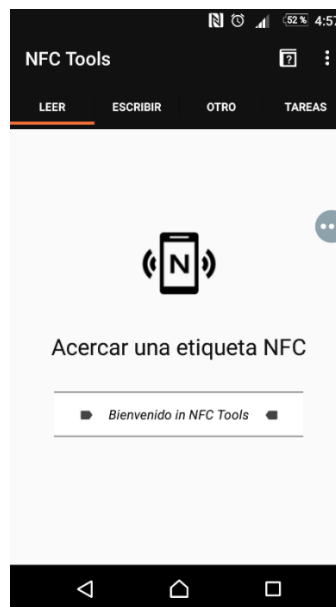 52 % 4:57
NFC Tools
LEER ESCRIBIR OTRO TAREAS
N
Acercar una etiqueta NFC
Bienvenido in NFC Tools